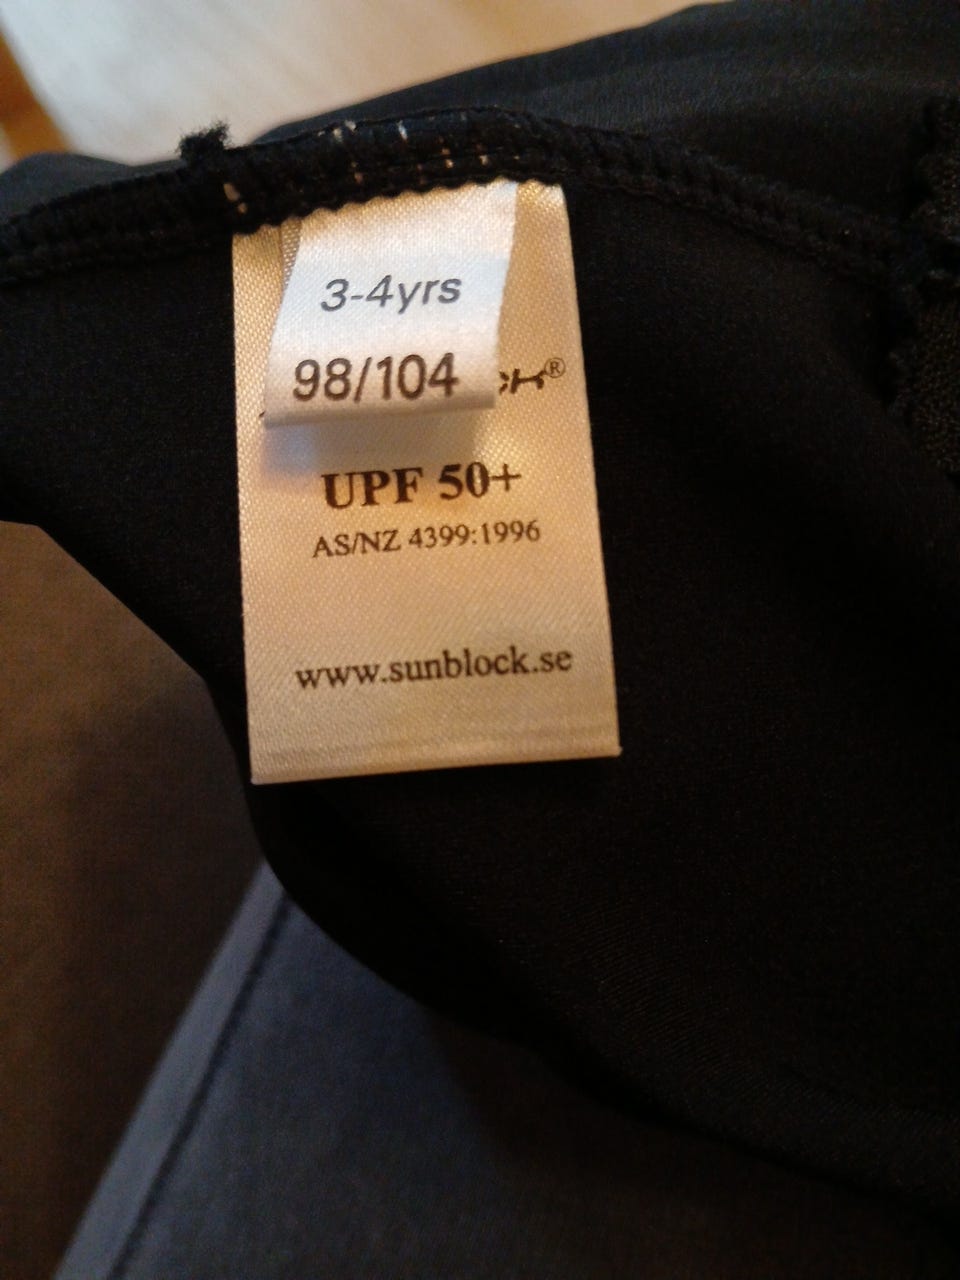 3-4yrs
98/104
®
UPF 50+
AS/NZ 4399:1996
www.sunblock.se